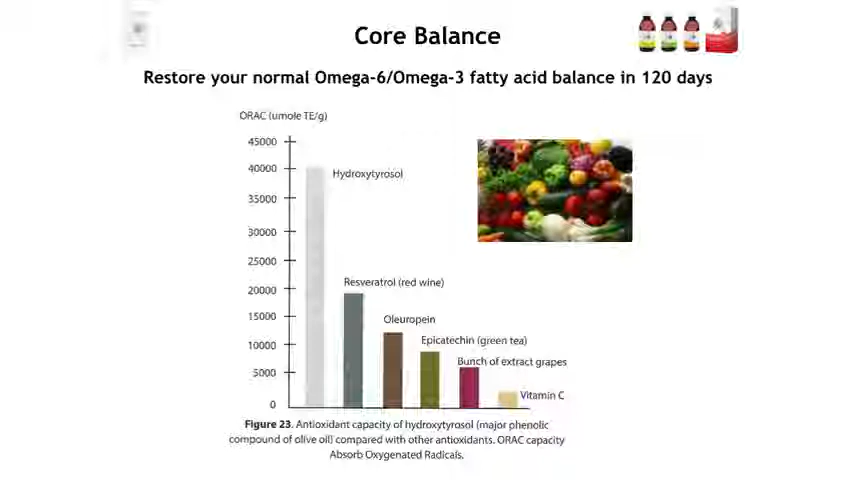 Core Balance
Restore your normal Omega-6/Omega-3 fatty acid balance in 120 days
ORAC (umole TE/g)
45000
40000
Hydroxytyrosol
35000
30000
25000
Resveratrol (red wine)
20000
Oleuropein
15000
Epicatechin (green tea)
10000
Bunch of extract grapes
5000
Vitamin C
0
Figure 23. Antioxidant capacity of hydroxytyrosol (major phenolic
compound of olive oil) compared with other antioxidants. ORAC capacity
Absorb Oxygenated Radicals.